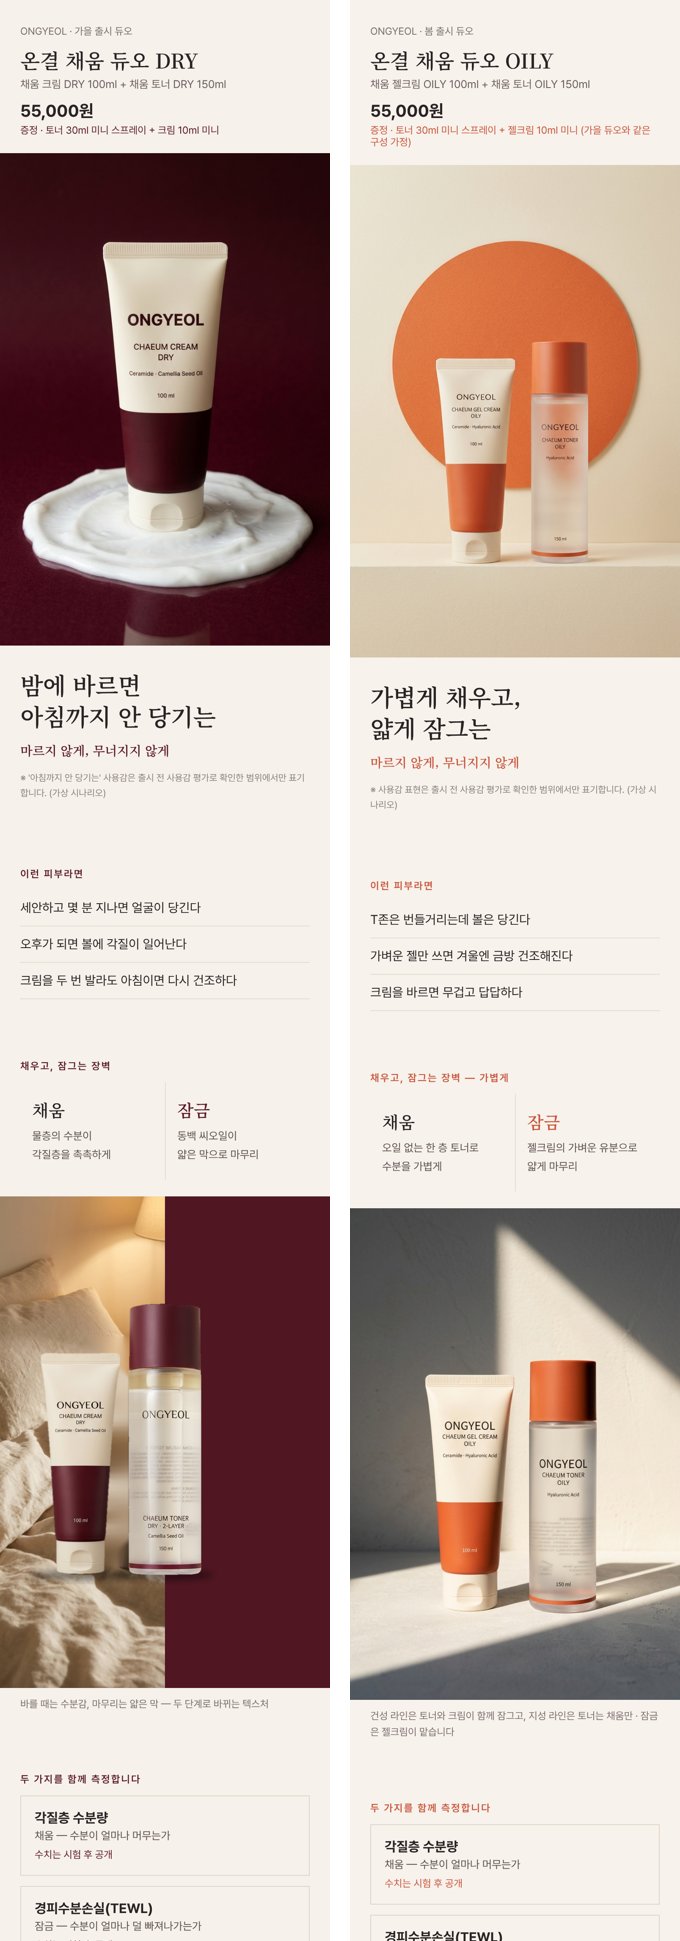 ONGYEOL · 가을 출시 듀오
온결 채움 듀오 DRY
채움 크림 DRY 100ml + 채움 토너 DRY 150ml
55,000원
증정 · 토너 30ml 미니 스프레이 + 크림 10ml 미니
ONGYEOL
CHAEUM CREAM
DRY
Ceramide · Camellia Seed Oil
100 ml
밤에 바르면
아침까지 안 당기는
마르지 않게, 무너지지 않게
※ '아침까지 안 당기는' 사용감은 출시 전 사용감 평가로 확인한 범위에서만 표기
합니다. (가상 시나리오)
이런 피부라면
세안하고 몇 분 지나면 얼굴이 당긴다
오후가 되면 볼에 각질이 일어난다
크림을 두 번 발라도 아침이면 다시 건조하다
채우고, 잠그는 장벽
채움
물층의 수분이
각질층을 촉촉하게
잠금
동백 씨오일이
얇은 막으로 마무리
ONGYEOL
CHAEUM CREAM
DRY
Ceramide · Camellia Seed Oil
100 ml
ONGYEOL
CHAEUM TONER
DRY · 2-LAYER
Camellia Seed Oil
150 ml
바를 때는 수분감, 마무리는 얇은 막 — 두 단계로 바뀌는 텍스처
두 가지를 함께 측정합니다
각질층 수분량
채움 — 수분이 얼마나 머무는가
수치는 시험 후 공개
경피수분손실(TEWL)
잠금 — 수분이 얼마나 덜 빠져나가는가
ONGYEOL · 봄 출시 듀오
온결 채움 듀오 OILY
채움 젤크림 OILY 100ml + 채움 토너 OILY 150ml
55,000원
증정 · 토너 30ml 미니 스프레이 + 젤크림 10ml 미니 (가을 듀오와 같은
구성 가정)
ONGYEOL
CHAEUM GEL CREAM
OILY
Ceramide · Hyaluronic Acid
100 ml
ONGYEOL
CHAEUM TONER
OILY
Hyaluronic Acid
150 ml
가볍게 채우고,
얇게 잠그는
마르지 않게, 무너지지 않게
※ 사용감 표현은 출시 전 사용감 평가로 확인한 범위에서만 표기합니다. (가상 시
나리오)
이런 피부라면
T존은 번들거리는데 볼은 당긴다
가벼운 젤만 쓰면 겨울엔 금방 건조해진다
크림을 바르면 무겁고 답답하다
채우고, 잠그는 장벽 — 가볍게
채움
오일 없는 한 층 토너로
수분을 가볍게
잠금
젤크림의 가벼운 유분으로
얇게 마무리
ONGYEOL
CHAEUM GEL CREAM
OILY
Ceramide · Hyaluronic Acid
100 ml
ONGYEOL
CHAEUM TONER
OILY
Hyaluronic Acid
150 ml
건성 라인은 토너와 크림이 함께 잠그고, 지성 라인은 토너는 채움만 · 잠금
은 젤크림이 맡습니다
두 가지를 함께 측정합니다
각질층 수분량
채움 — 수분이 얼마나 머무는가
수치는 시험 후 공개
경피수분손실(TEWL)